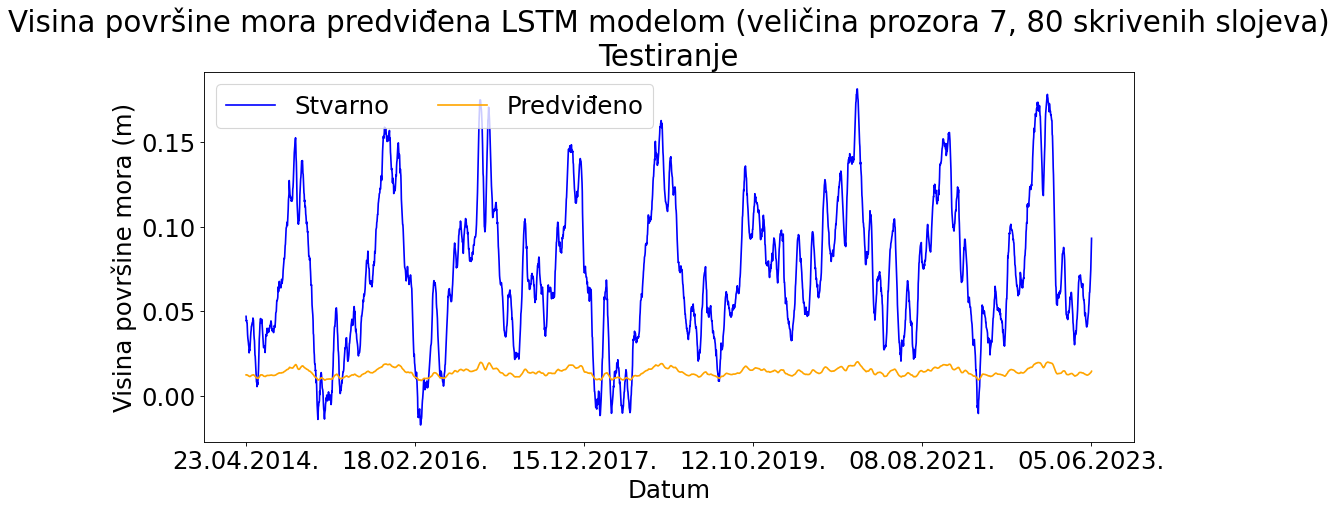 Visina površine mora predviđena LSTM modelom (veličina prozora 7, 80 skrivenih slojeva)
Testiranje
Stvarno Predviđeno
Visina površine mora (m)
0.15
0.10
0.05
0.00
23.04.2014. 18.02.2016. 15.12.2017. 12.10.2019. 08.08.2021. 05.06.2023.
Datum